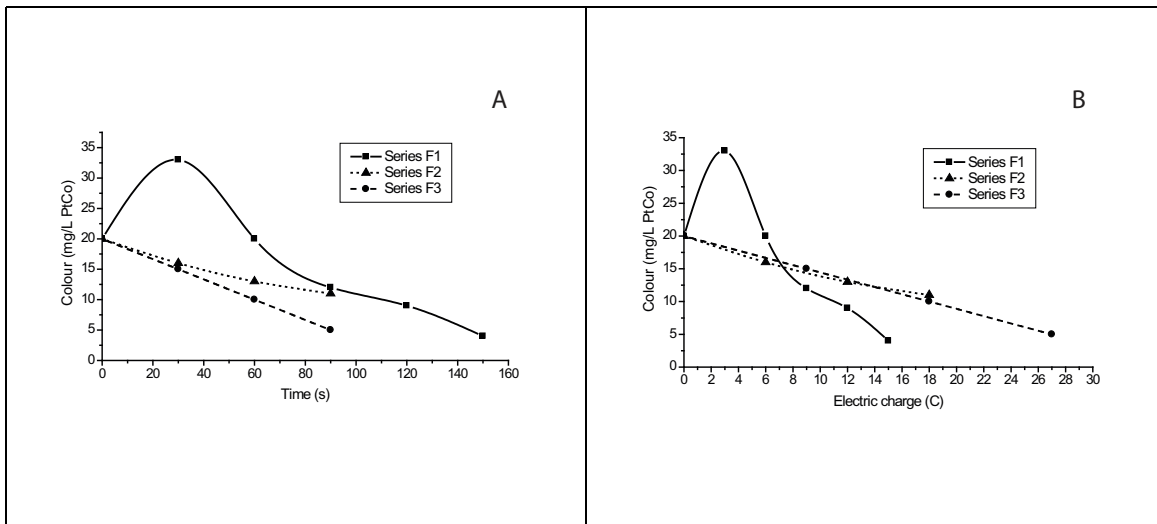 A
35
30
25
20
15
10
5
0
Colour (mg/L PtCo)
Series F1
Series F2
Series F3
0 20 40 60 80 100 120 140 160
Time (s)
B
35
30
25
20
15
10
5
0
Colour (mg/L PtCo)
Series F1
Series F2
Series F3
0 2 4 6 8 10 12 14 16 18 20 22 24 26 28 30
Electric charge (C)